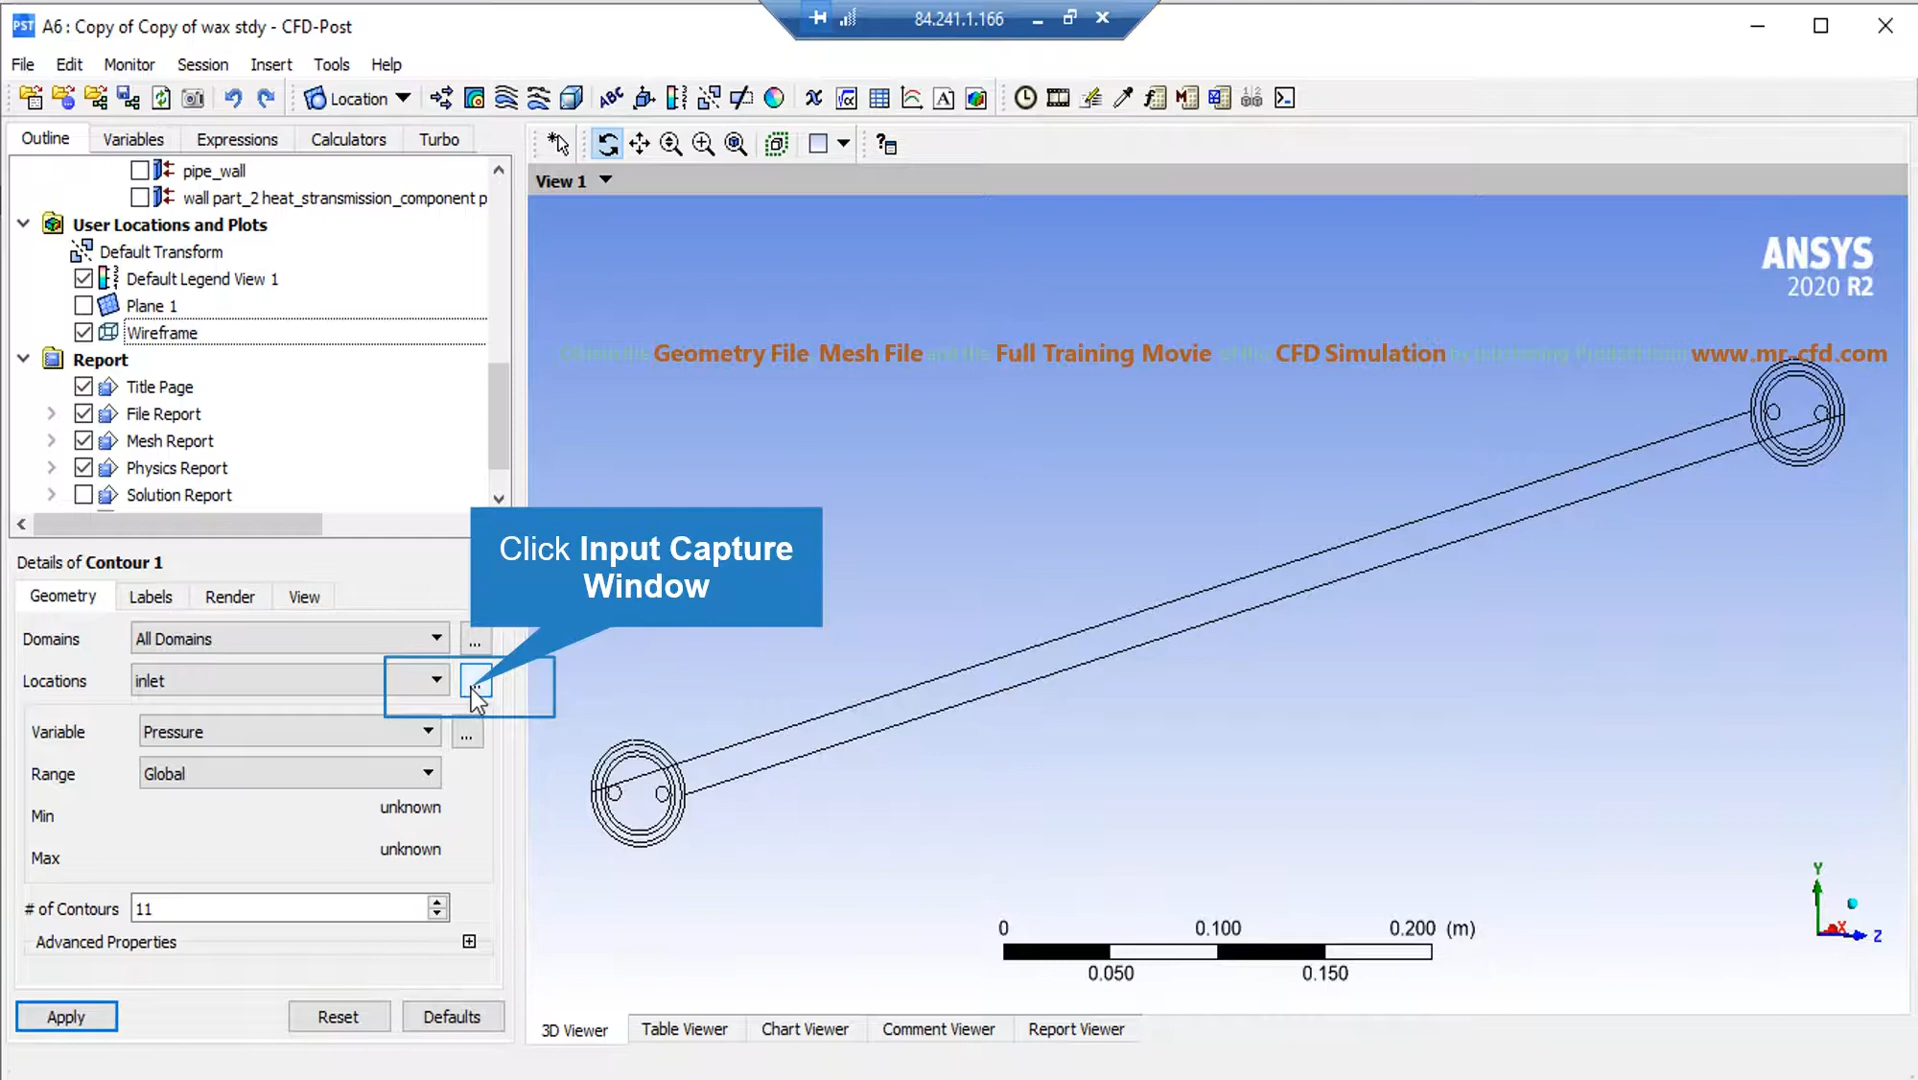 A6 : Copy of Copy of wax stdy - CFD-Post
84.241.1.166
File Edit Monitor Session Insert Tools Help
Location
Outline Variables Expressions Calculators Turbo
pipe_wall
wall part_2 heat_stransmission_component p
User Locations and Plots
Default Transform
Default Legend View 1
Plane 1
Wireframe
Report
Title Page
File Report
Mesh Report
Physics Report
Solution Report
View 1
ANSYS
2020 R2
Geometry File Mesh File and the Full Training Movie of this CFD Simulation by www.mr-cfd.com
Click Input Capture
Window
Details of Contour 1
Geometry Labels Render View
Domains All Domains ...
Locations inlet ...
Variable Pressure ...
Range Global
Min unknown
Max unknown
# of Contours 11
Advanced Properties
Apply Reset Defaults
0 0.100 0.200 (m)
0.050 0.150
Y
X
Z
3D Viewer Table Viewer Chart Viewer Comment Viewer Report Viewer